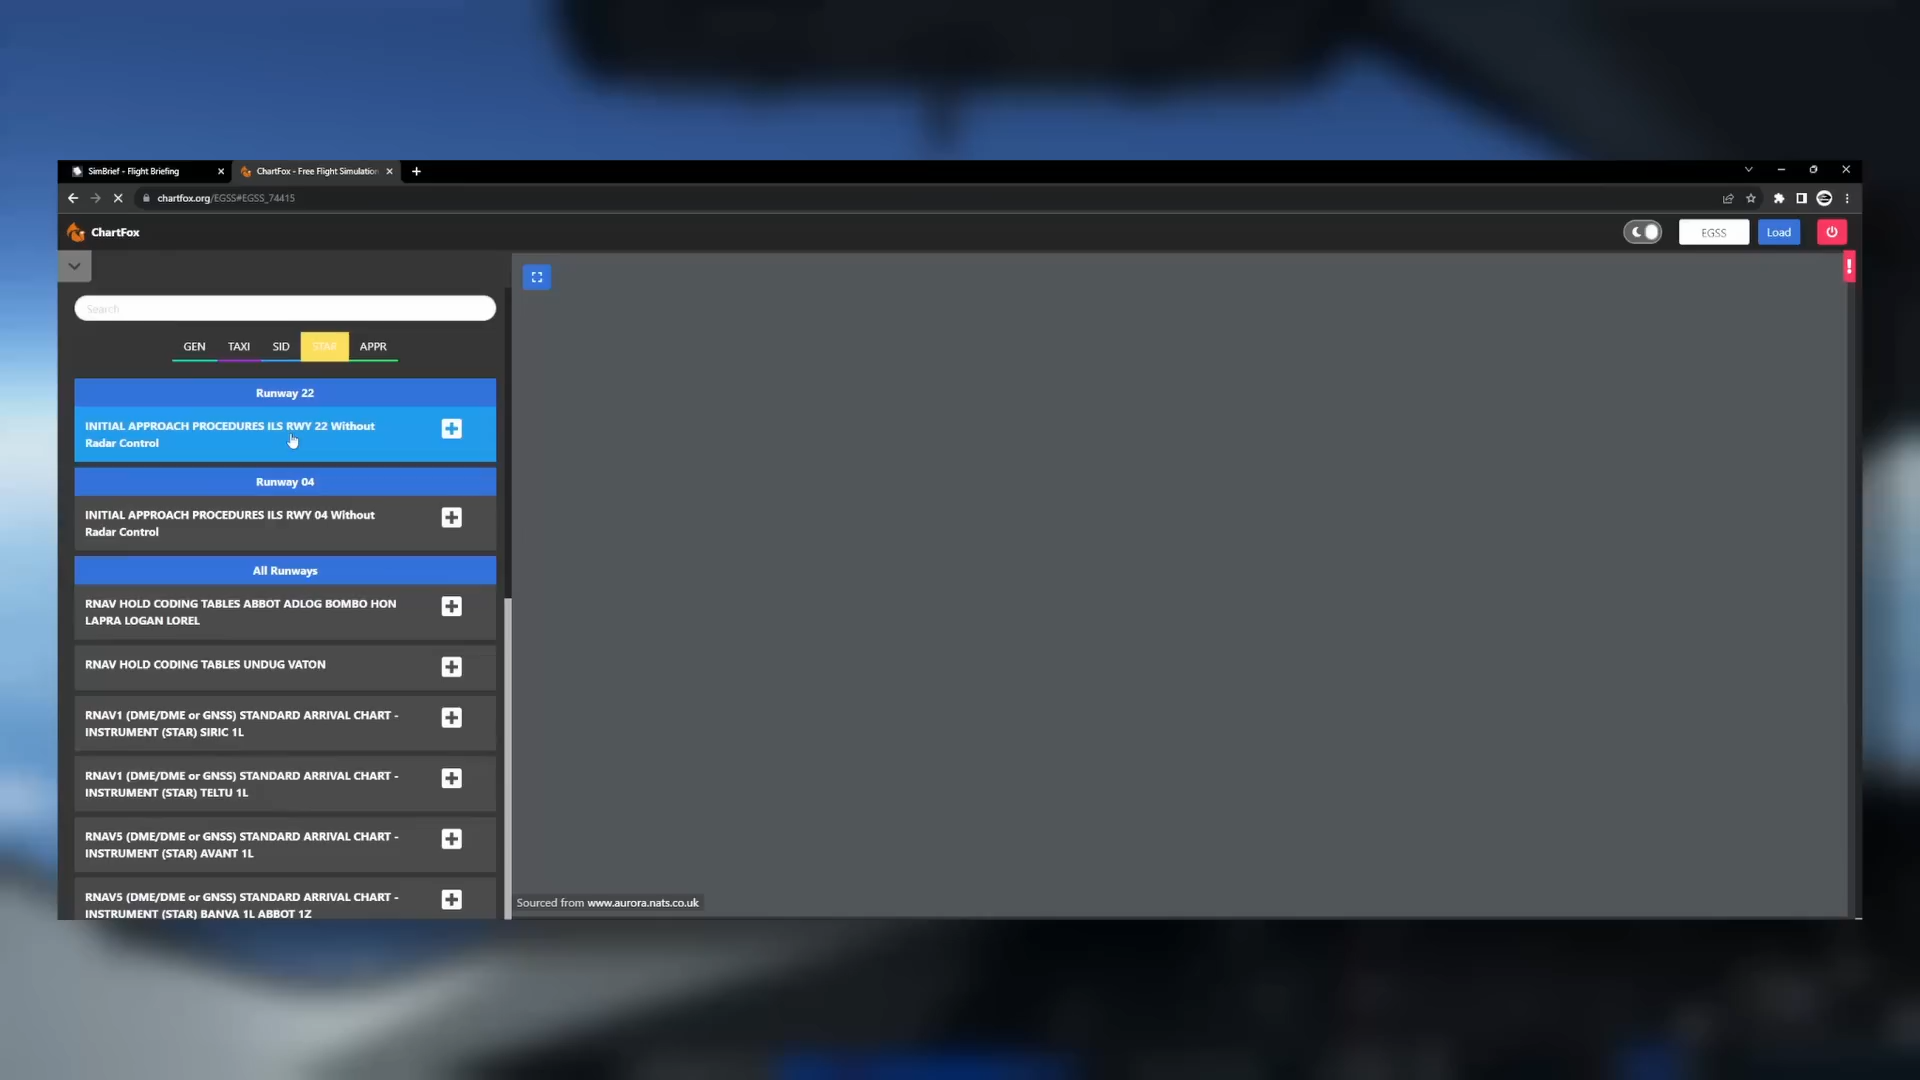 SimBrief - Flight Briefing
ChartFox - Free Flight Simulation
chartfox.org/EGSS#EGSS_74415
ChartFox
EGSS
Load
Search
GEN
TAXI
SID
STAR
APPR
Runway 22
INITIAL APPROACH PROCEDURES ILS RWY 22 Without
Radar Control
Runway 04
INITIAL APPROACH PROCEDURES ILS RWY 04 Without
Radar Control
All Runways
RNAV HOLD CODING TABLES ABBOT ADLOG BOMBO HON
LAPRA LOGAN LOREL
RNAV HOLD CODING TABLES UNDUG VATON
RNAV1 (DME/DME or GNSS) STANDARD ARRIVAL CHART -
INSTRUMENT (STAR) SIRIC 1L
RNAV1 (DME/DME or GNSS) STANDARD ARRIVAL CHART -
INSTRUMENT (STAR) TELTU 1L
RNAV5 (DME/DME or GNSS) STANDARD ARRIVAL CHART -
INSTRUMENT (STAR) AVANT 1L
RNAV5 (DME/DME or GNSS) STANDARD ARRIVAL CHART -
INSTRUMENT (STAR) BANVA 1L ABBOT 1Z
Sourced from www.aurora.nats.co.uk